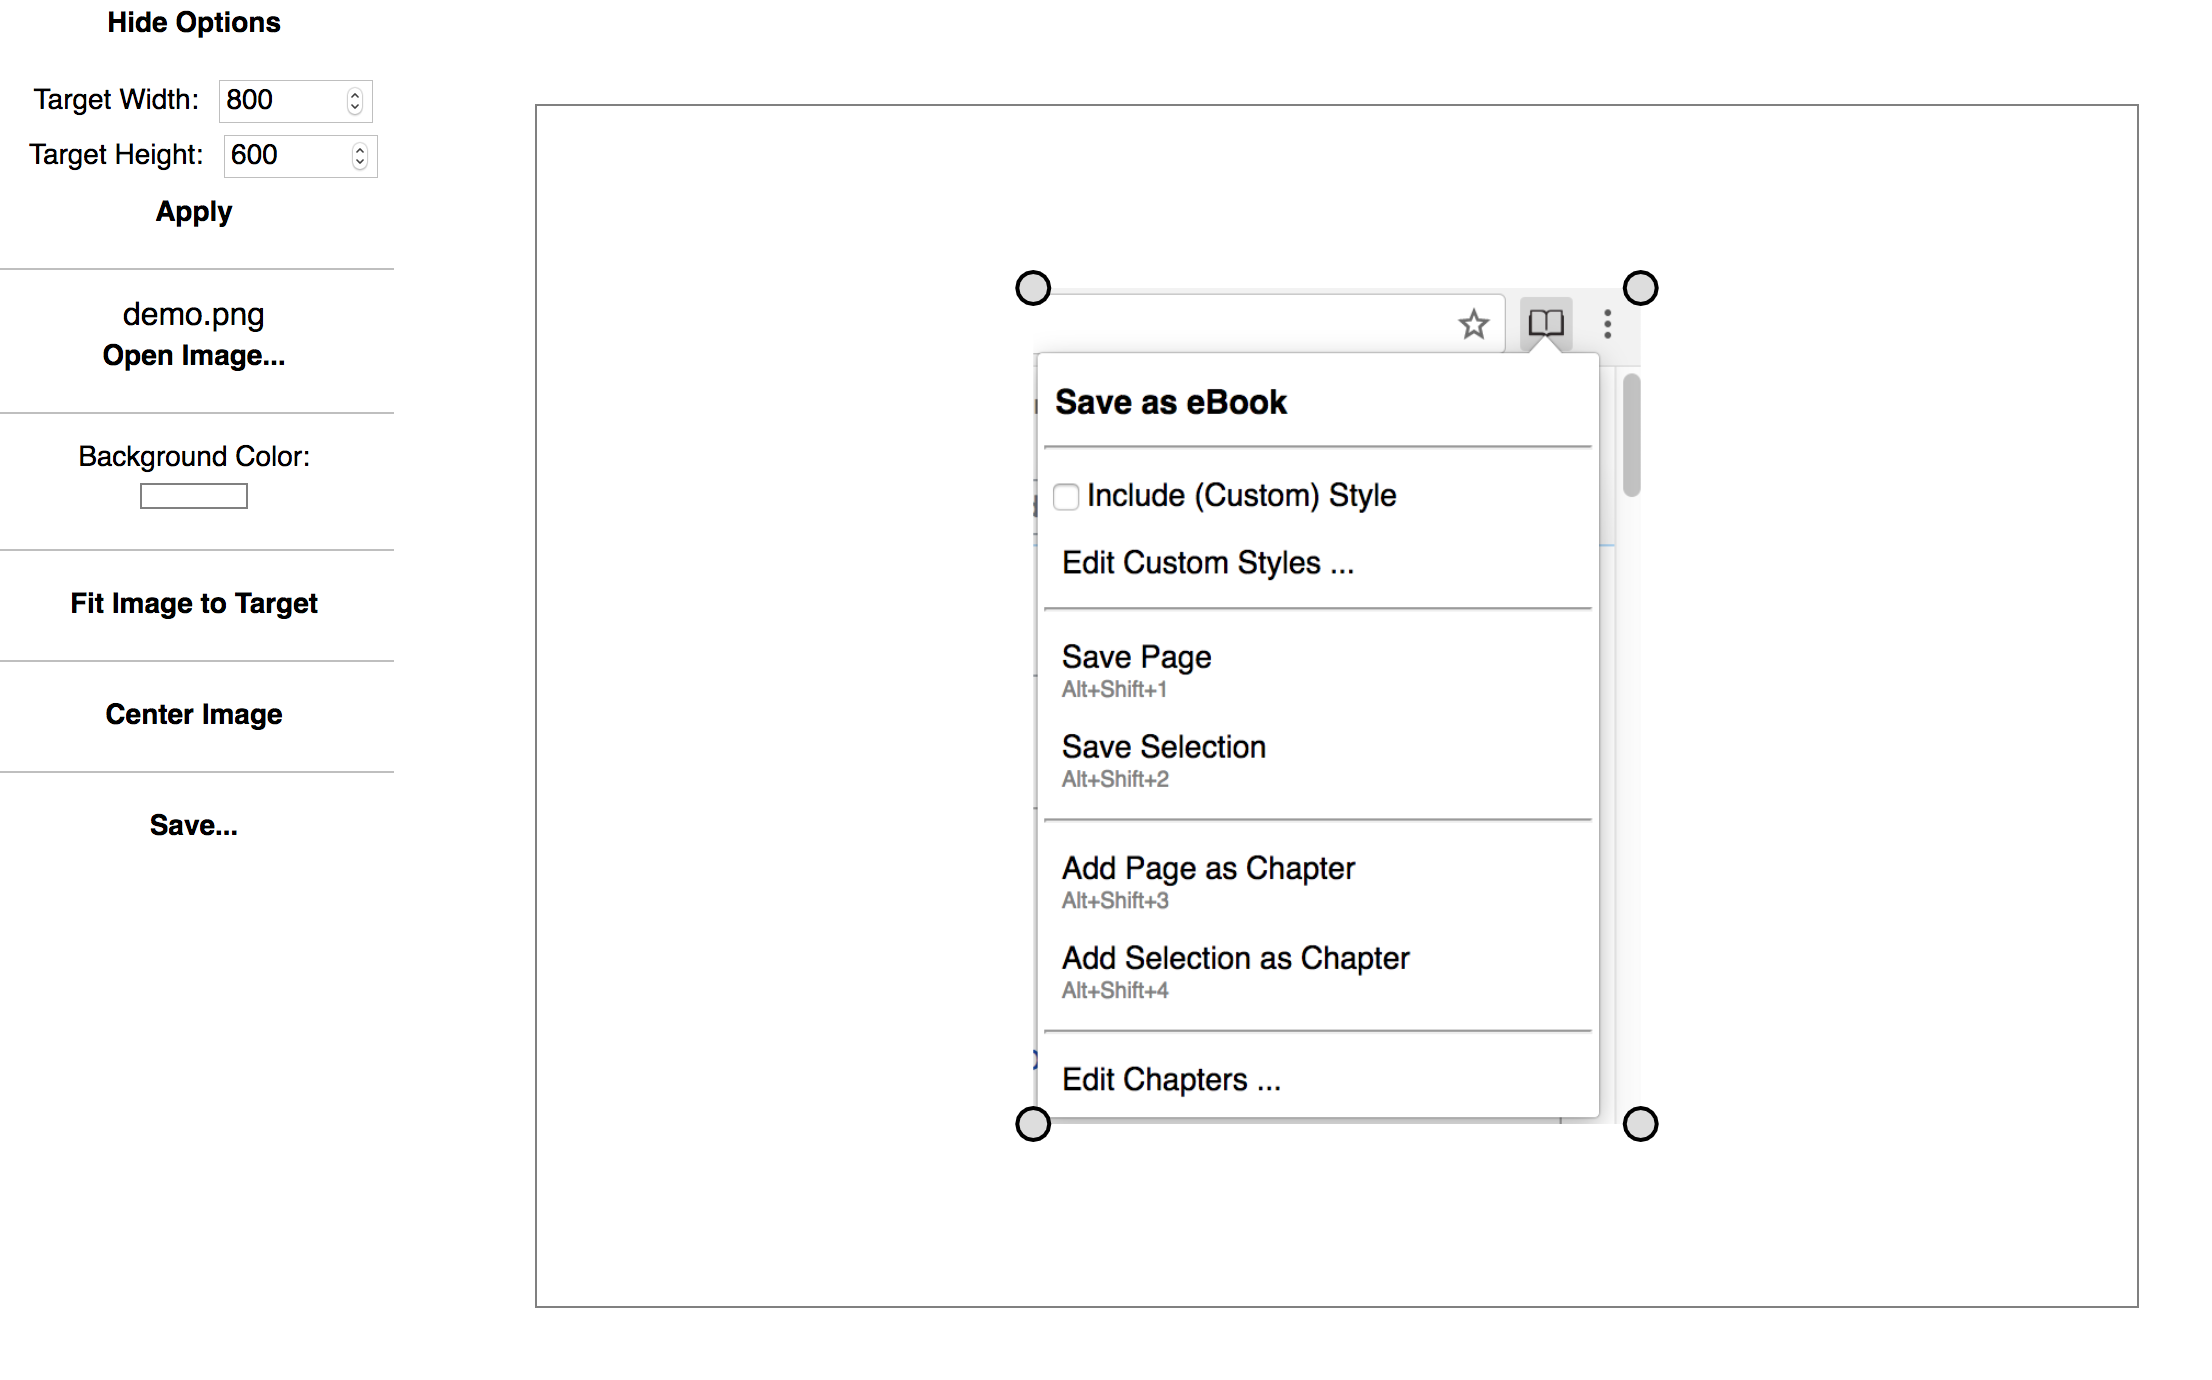 Hide Options
Target Width: 800
Target Height: 600
Apply
demo.png
Open Image...
Background Color:
Fit Image to Target
Center Image
Save...
Save as eBook
Include (Custom) Style
Edit Custom Styles ...
Save Page
Alt+Shift+1
Save Selection
Alt+Shift+2
Add Page as Chapter
Alt+Shift+3
Add Selection as Chapter
Alt+Shift+4
Edit Chapters ...